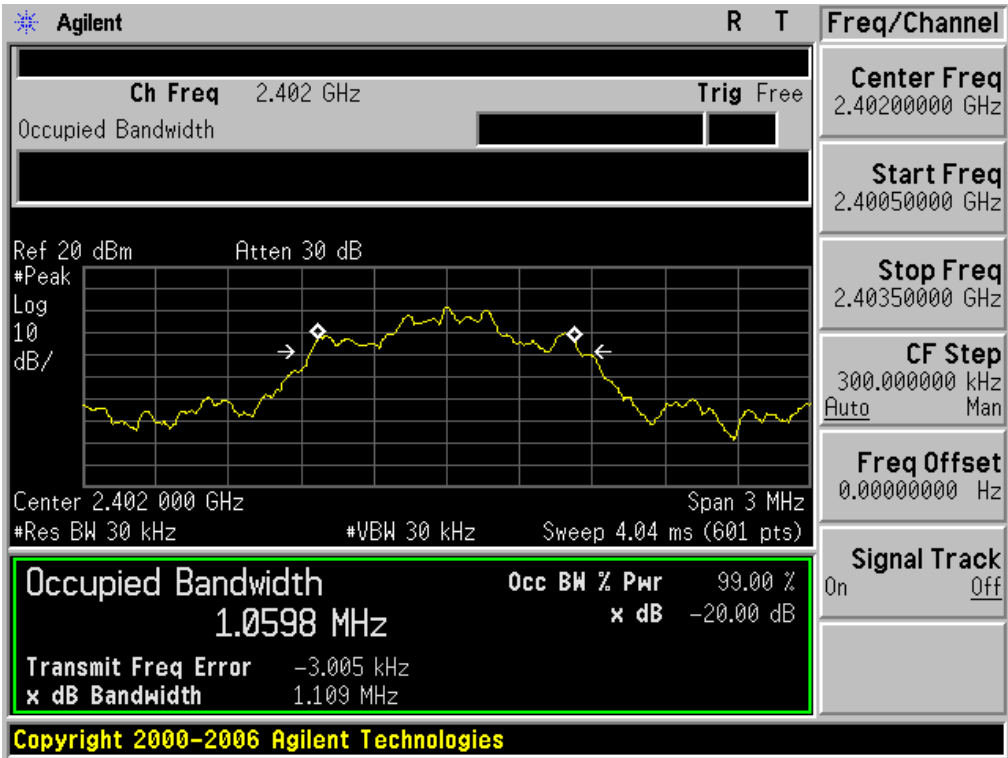 Agilent R T
Freq/Channel
Ch Freq 2.402 GHz Trig Free
Occupied Bandwidth
Ref 20 dBm Atten 30 dB
#Peak
Log
10
dB/
Center 2.402 000 GHz Span 3 MHz
#Res BW 30 kHz #VBW 30 kHz Sweep 4.04 ms (601 pts)
Occupied Bandwidth Occ BW % Pwr 99.00 %
1.0598 MHz x dB -20.00 dB
Transmit Freq Error -3.005 kHz
x dB Bandwidth 1.109 MHz
Center Freq
2.40200000 GHz
Start Freq
2.40050000 GHz
Stop Freq
2.40350000 GHz
CF Step
300.000000 kHz
Auto Man
Freq Offset
0.00000000 Hz
Signal Track
On Off
Copyright 2000-2006 Agilent Technologies